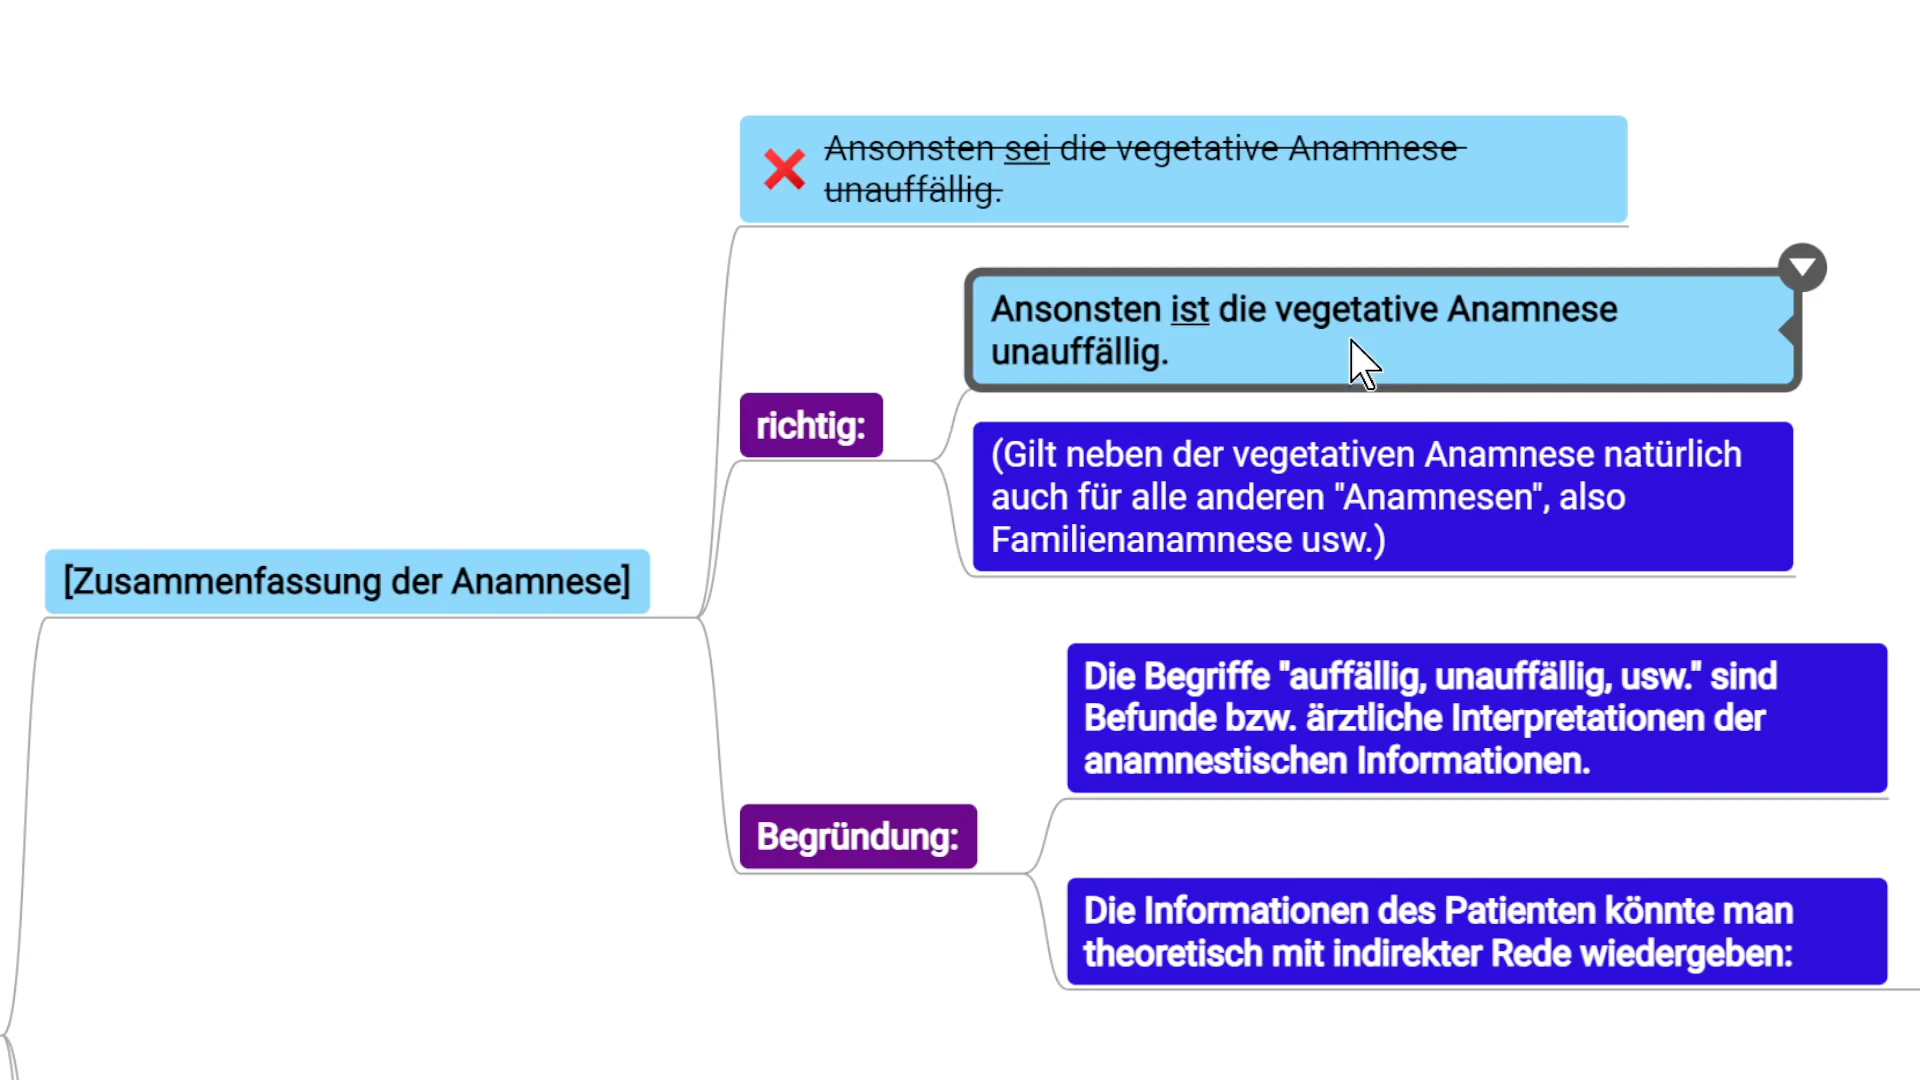 Ansonsten sei die vegetative Anamnese
unauffällig.
Ansonsten ist die vegetative Anamnese
unauffällig.
richtig:
(Gilt neben der vegetativen Anamnese natürlich
auch für alle anderen "Anamnesen", also
Familienanamnese usw.)
[Zusammenfassung der Anamnese]
Die Begriffe "auffällig, unauffällig, usw." sind
Befunde bzw. ärztliche Interpretationen der
anamnestischen Informationen.
Begründung:
Die Informationen des Patienten könnte man
theoretisch mit indirekter Rede wiedergeben: